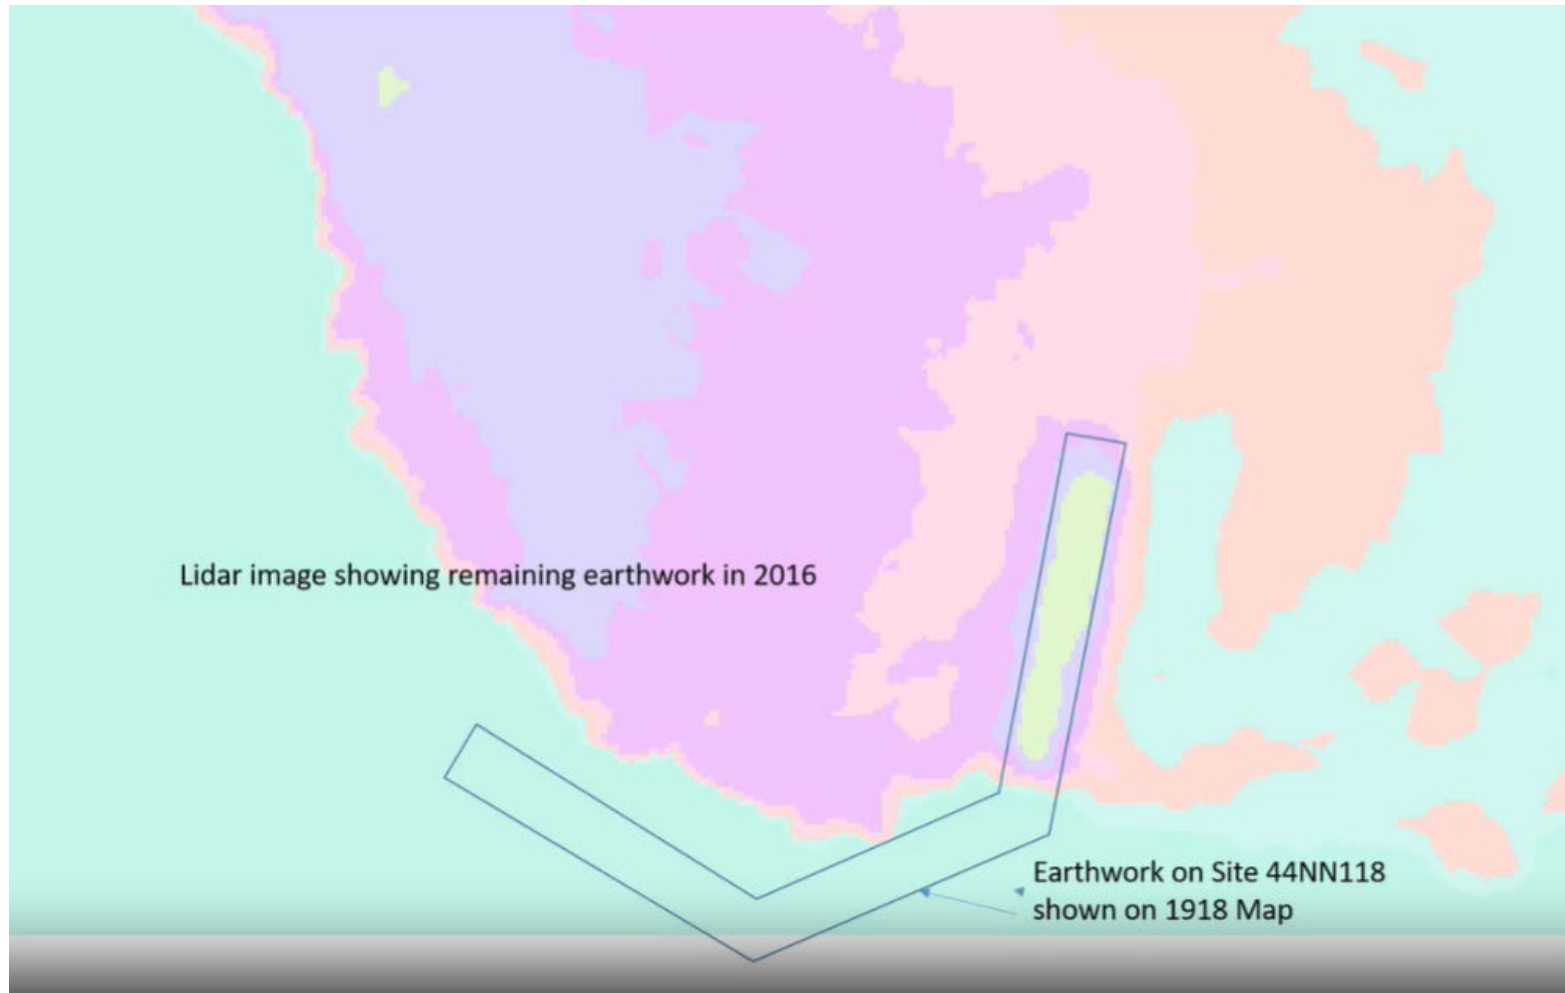 Lidar image showing remaining earthwork in 2016
Earthwork on Site 44NN118
shown on 1918 Map